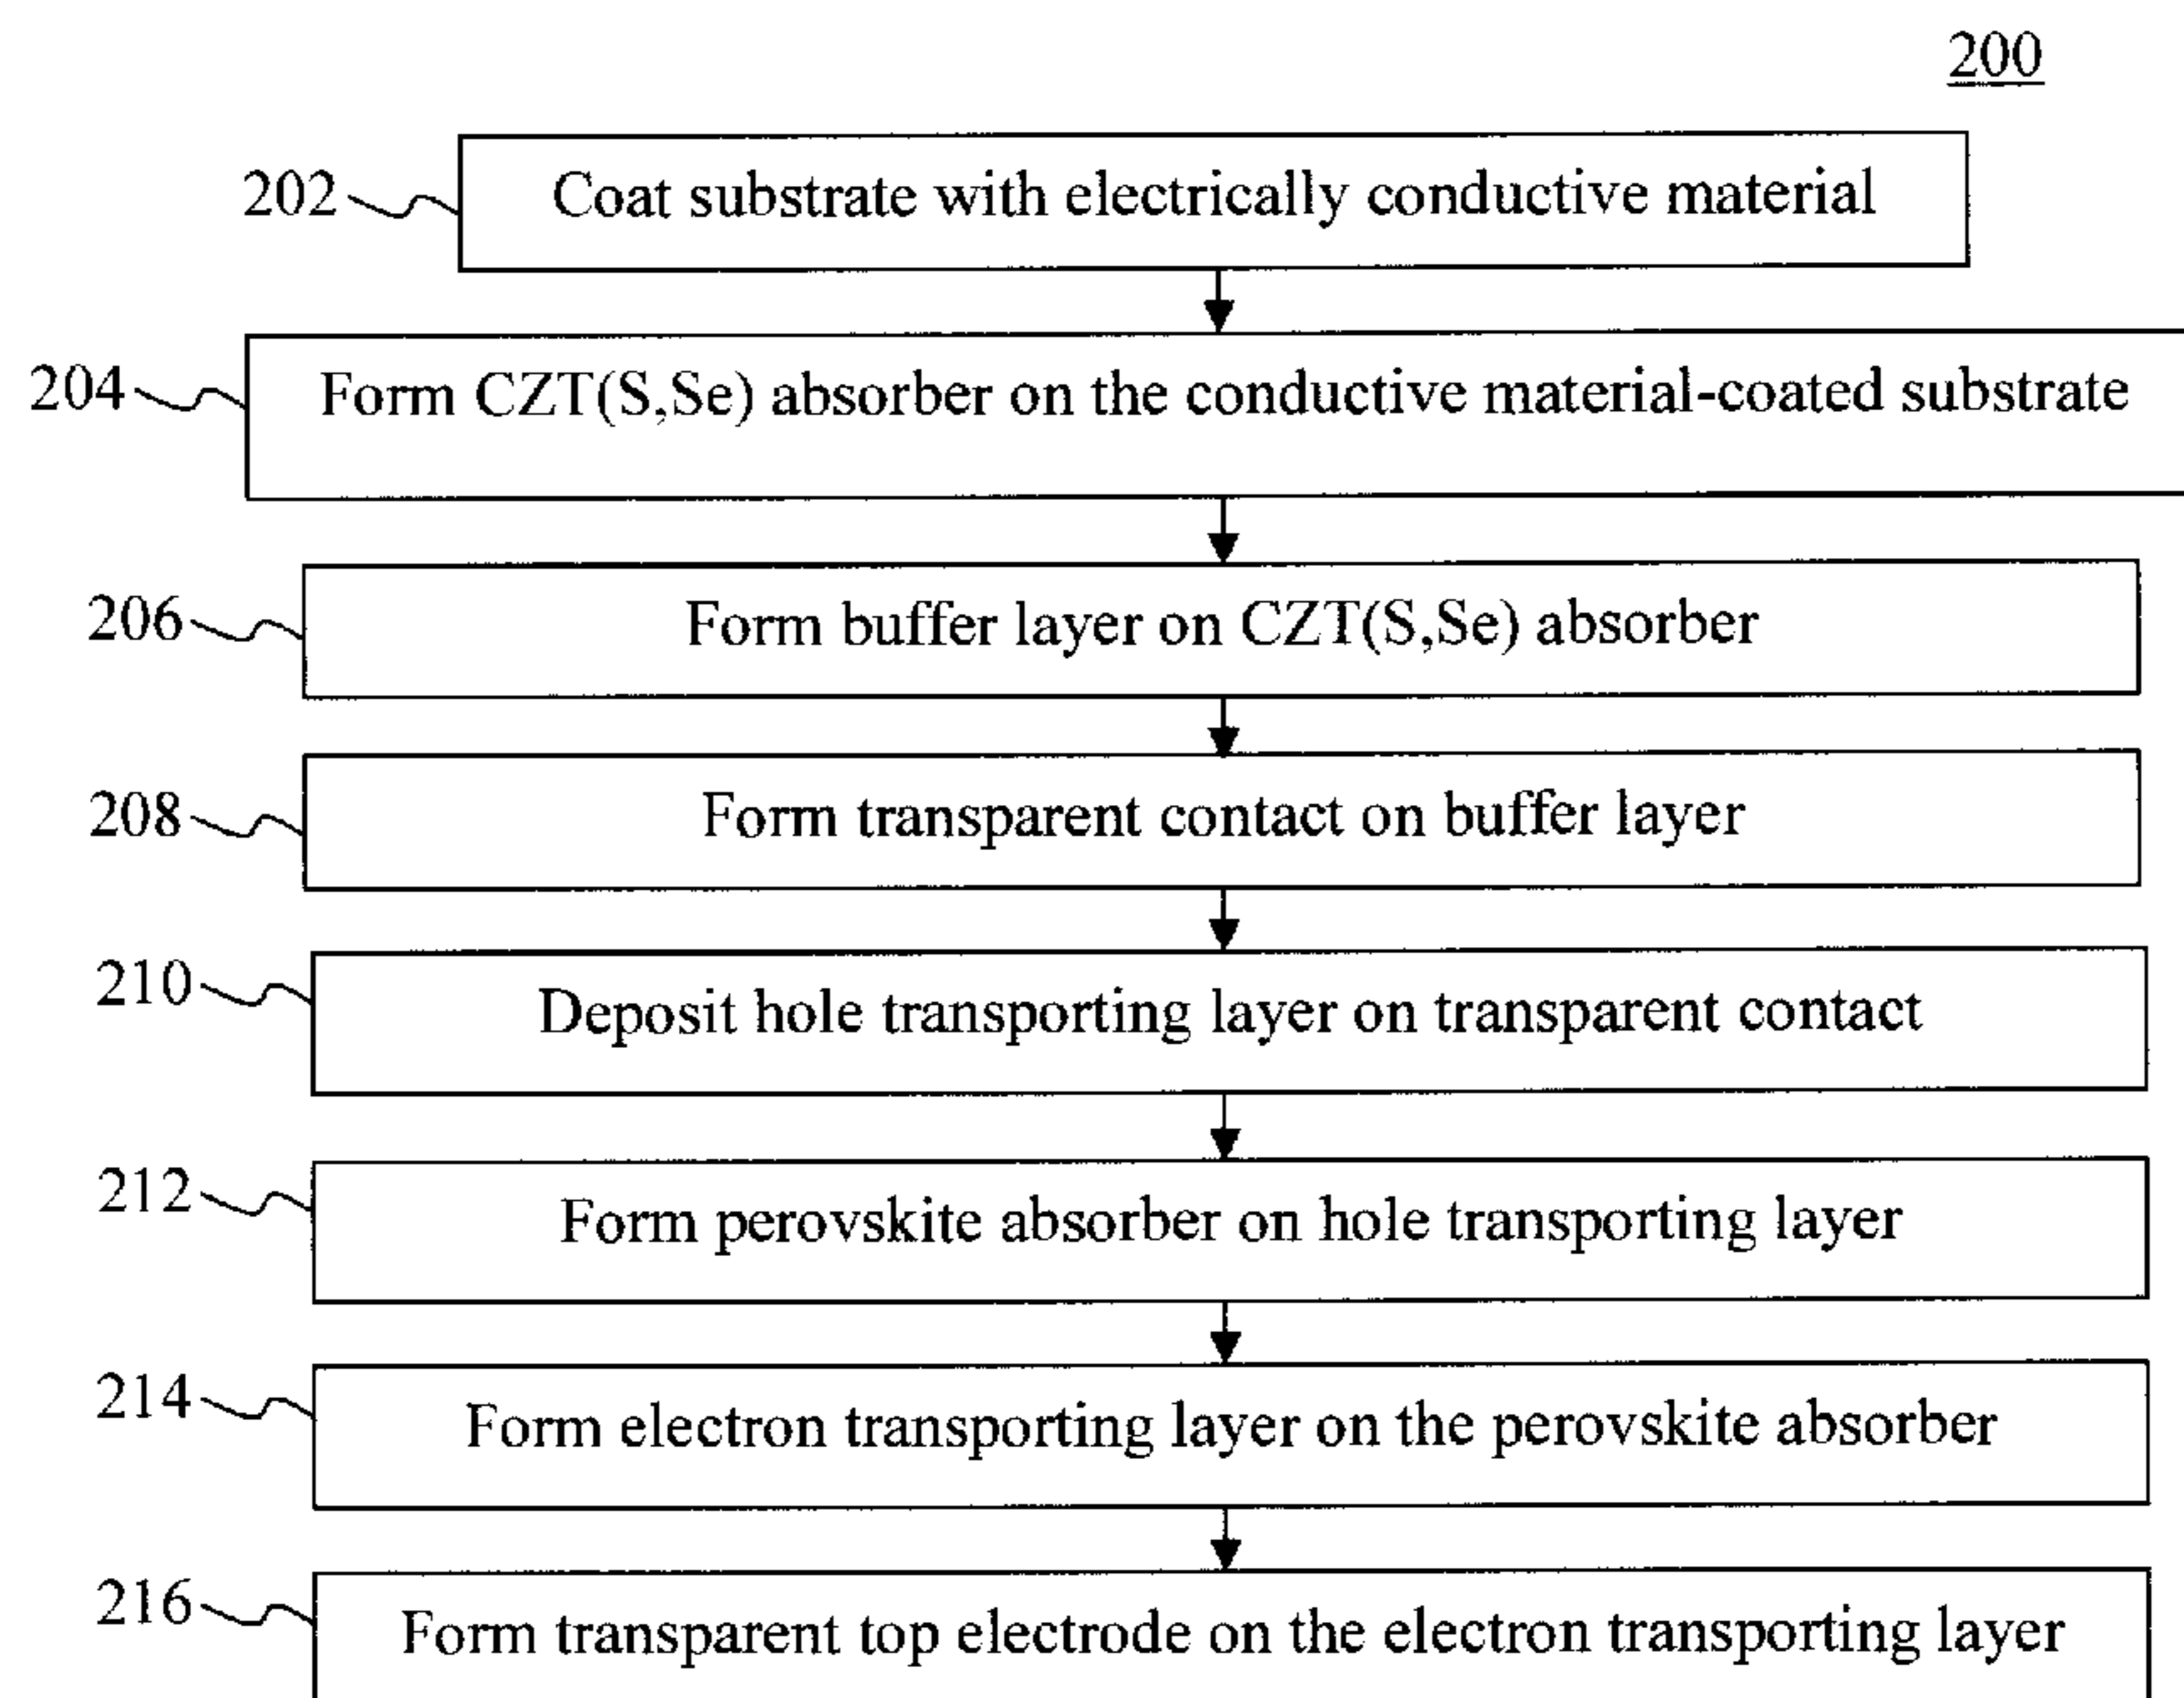 200
202 Coat substrate with electrically conductive material
204 Form CZT(S,Se) absorber on the conductive material-coated substrate
206 Form buffer layer on CZT(S,Se) absorber
208 Form transparent contact on buffer layer
210 Deposit hole transporting layer on transparent contact
212 Form perovskite absorber on hole transporting layer
214 Form electron transporting layer on the perovskite absorber
216 Form transparent top electrode on the electron transporting layer